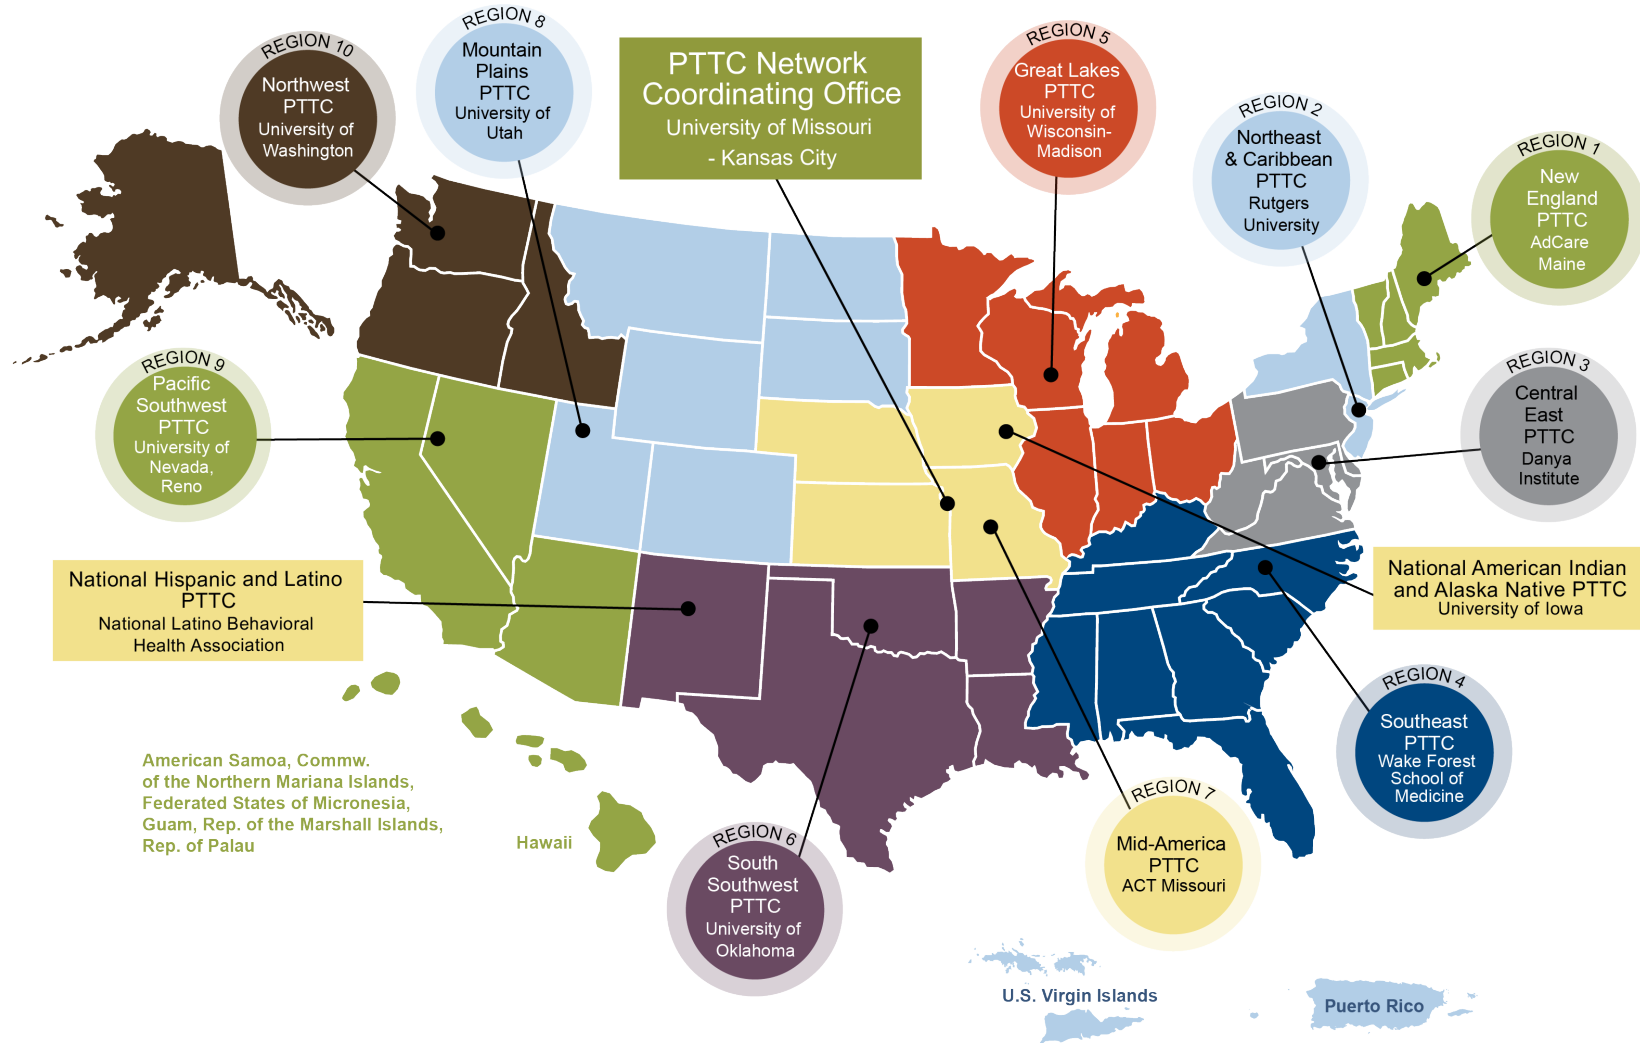 REGION 10
Northwest
PTTC
University of
Washington
REGION 8
Mountain
Plains
PTTC
University of
Utah
PTTC Network
Coordinating Office
University of Missouri
- Kansas City
REGION 5
Great Lakes
PTTC
University of
Wisconsin-
Madison
REGION 2
Northeast
& Caribbean
PTTC
Rutgers
University
REGION 1
New
England
PTTC
AdCare
Maine
REGION 9
Pacific
Southwest
PTTC
University of
Nevada,
Reno
REGION 3
Central
East
PTTC
Danya
Institute
National Hispanic and Latino
PTTC
National Latino Behavioral
Health Association
National American Indian
and Alaska Native PTTC
University of Iowa
REGION 4
Southeast
PTTC
Wake Forest
School of
Medicine
American Samoa, Commw.
of the Northern Mariana Islands,
Federated States of Micronesia,
Guam, Rep. of the Marshall Islands,
Rep. of Palau
Hawaii
REGION 6
South
Southwest
PTTC
University of
Oklahoma
REGION 7
Mid-America
PTTC
ACT Missouri
U.S. Virgin Islands
Puerto Rico